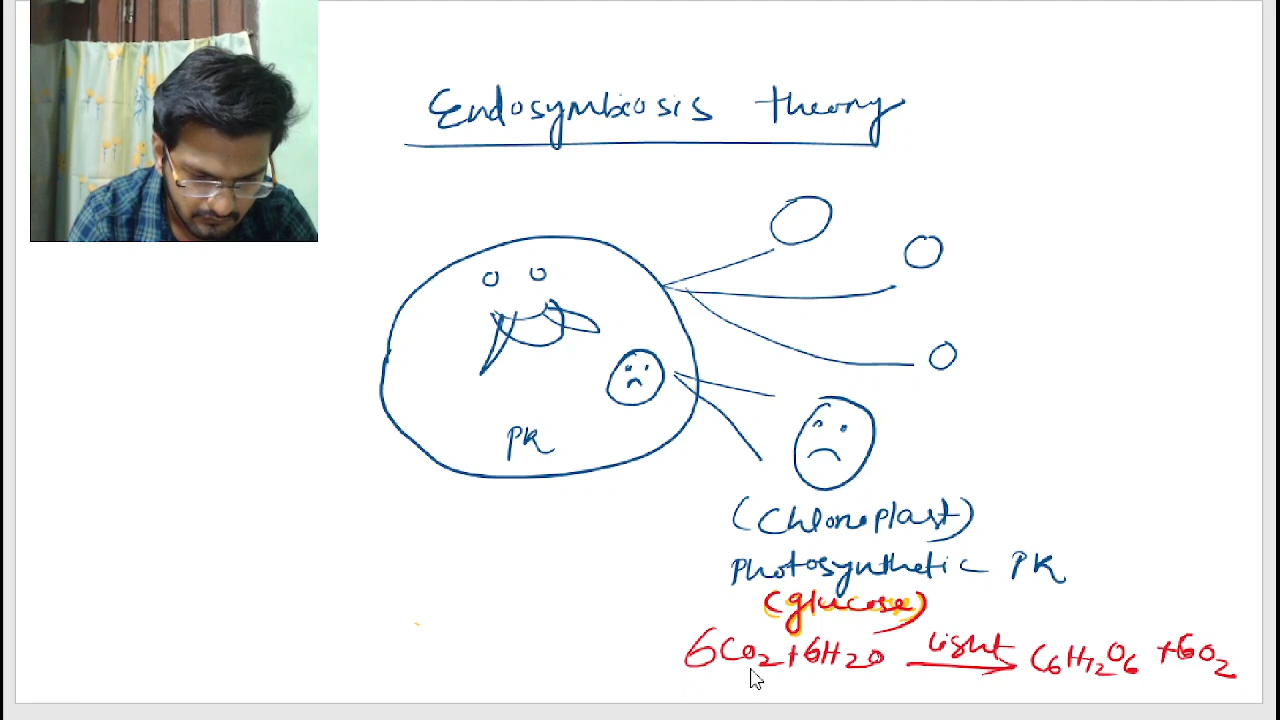 Endosymbiosis theory
PK
(Chloroplast)
Photosynthetic PK
(glucose)
6CO2+6H2O light C6H12O6 +6O2